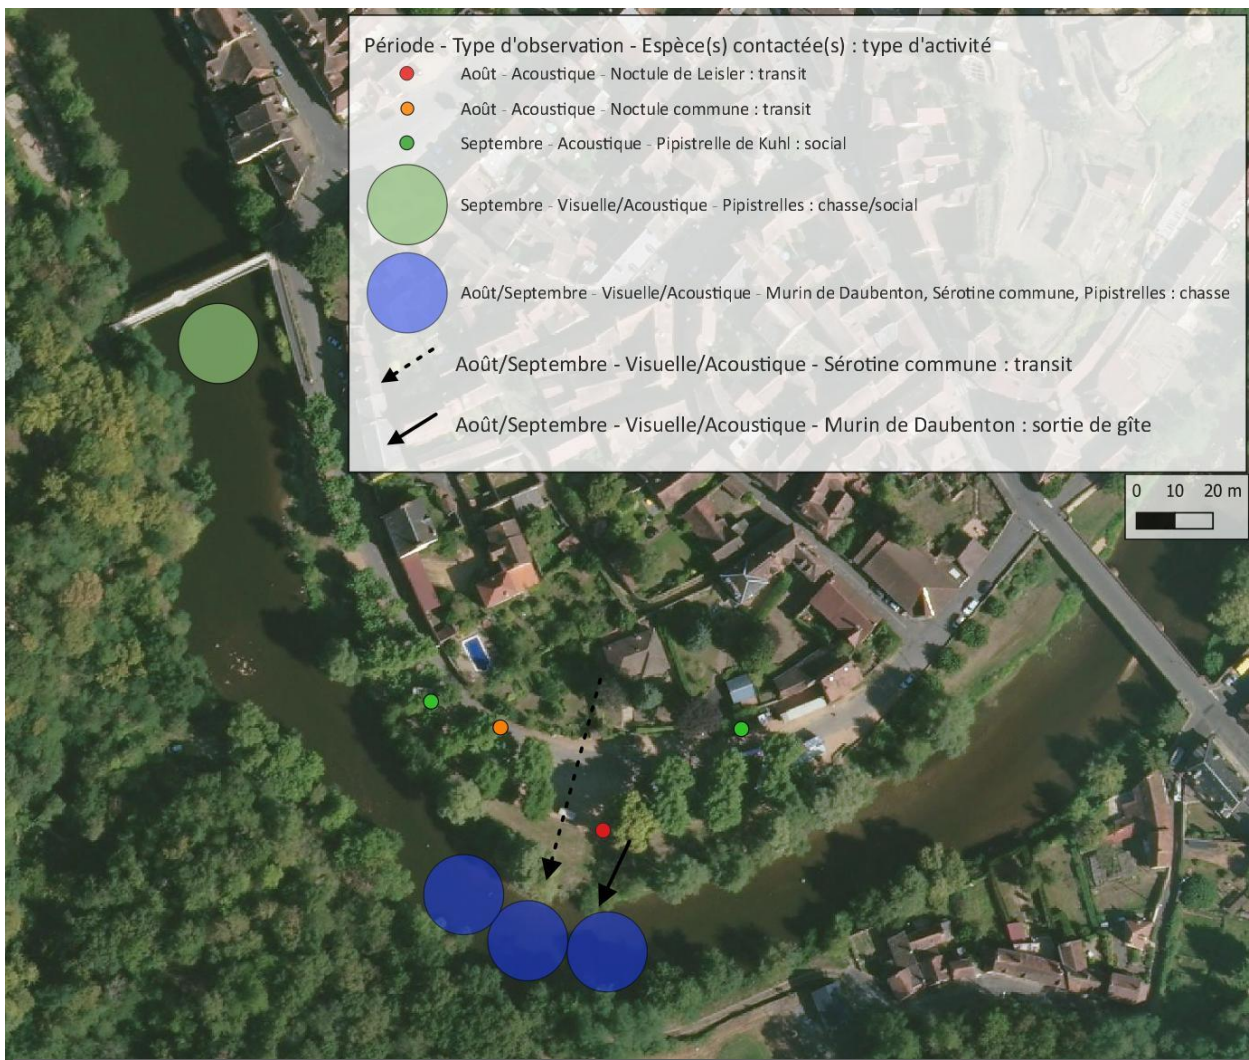 Période - Type d'observation - Espèce(s) contactée(s) : type d'activité
Août - Acoustique - Noctule de Leisler : transit
Août - Acoustique - Noctule commune : transit
Septembre - Acoustique - Pipistrelle de Kuhl : social
Septembre - Visuelle/Acoustique - Pipistrelles : chasse/social
Août/Septembre - Visuelle/Acoustique - Murin de Daubenton, Sérotine commune, Pipistrelles : chasse
Août/Septembre - Visuelle/Acoustique - Sérotine commune : transit
Août/Septembre - Visuelle/Acoustique - Murin de Daubenton : sortie de gîte
0 10 20 m